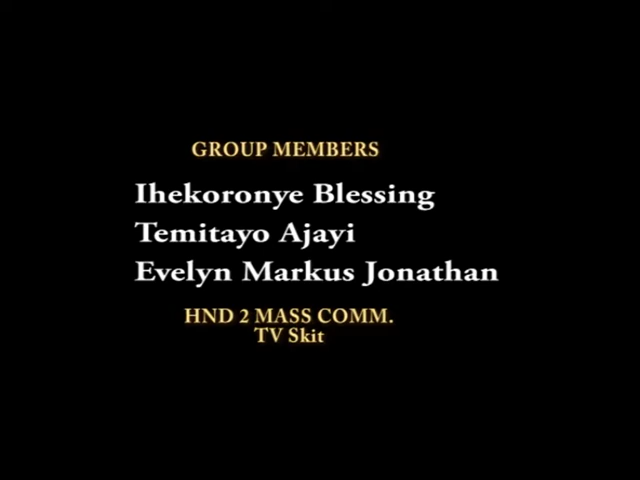 GROUP MEMBERS
Ihekoronye Blessing
Temitayo Ajayi
Evelyn Markus Jonathan
HND 2 MASS COMM.
TV Skit